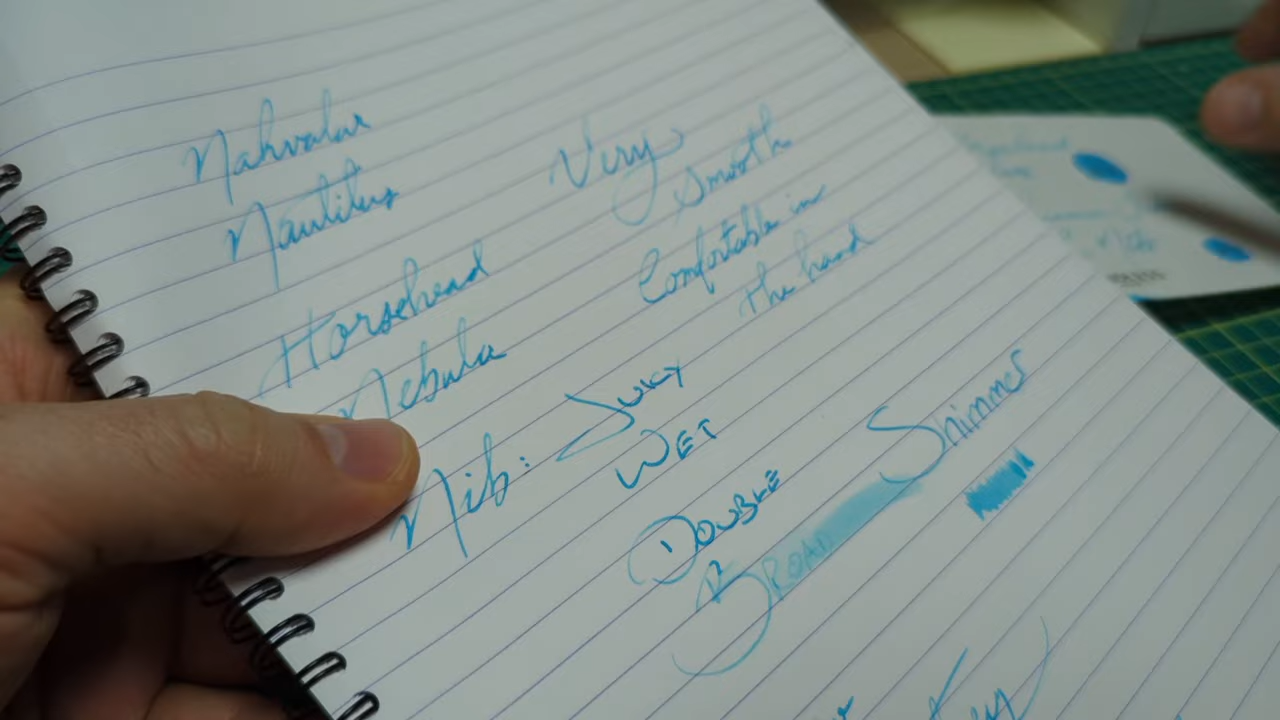 Nahvalur
Nautilus
Horsehead
Nebula
Very
Smooth
Comfortable in
the hand
Nib: Juicy
Wet
Double
Broad
Shimmer